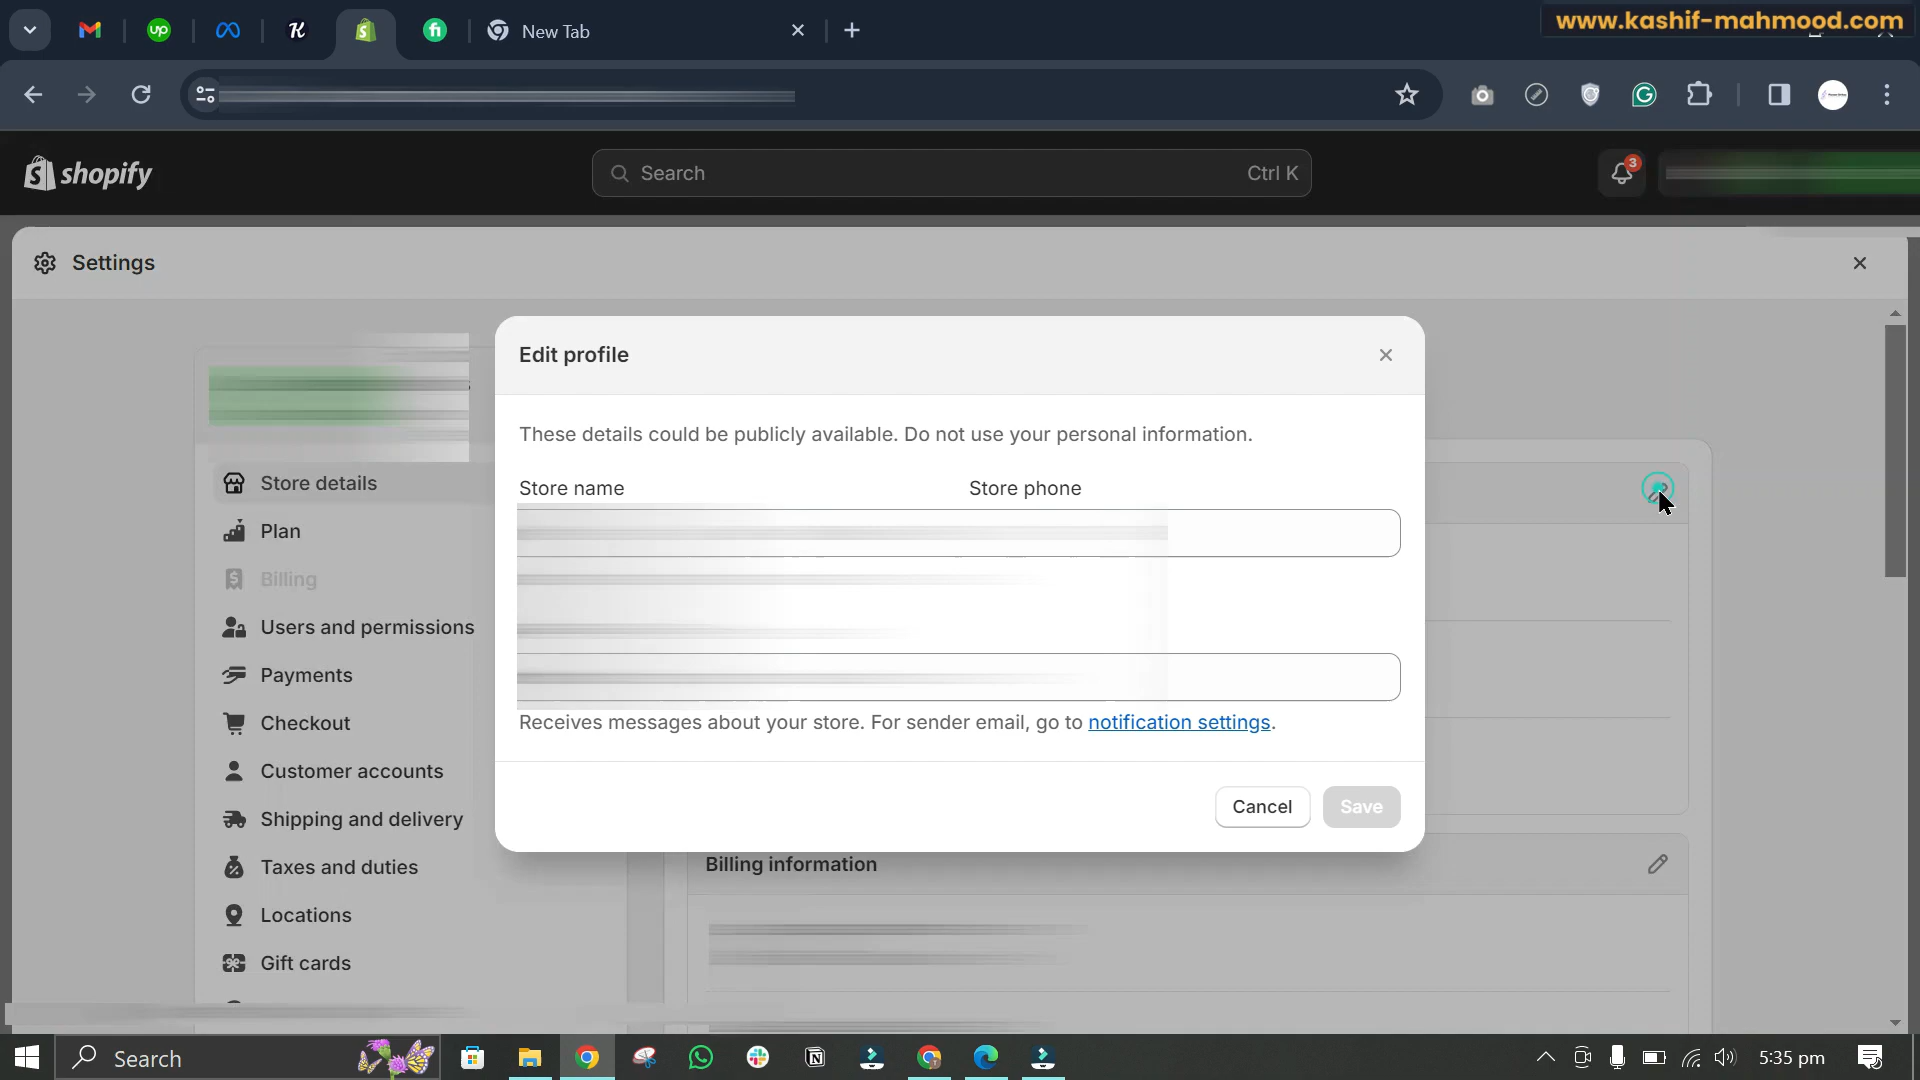 www.kashif-mahmood.com
New Tab
shopify
Search
Ctrl K
3
Settings
Edit profile
These details could be publicly available. Do not use your personal information.
Store name
Store phone
Receives messages about your store. For sender email, go to notification settings.
Cancel
Save
Store details
Plan
Billing
Users and permissions
Payments
Checkout
Customer accounts
Shipping and delivery
Taxes and duties
Locations
Gift cards
Billing information
Search
5:35 pm